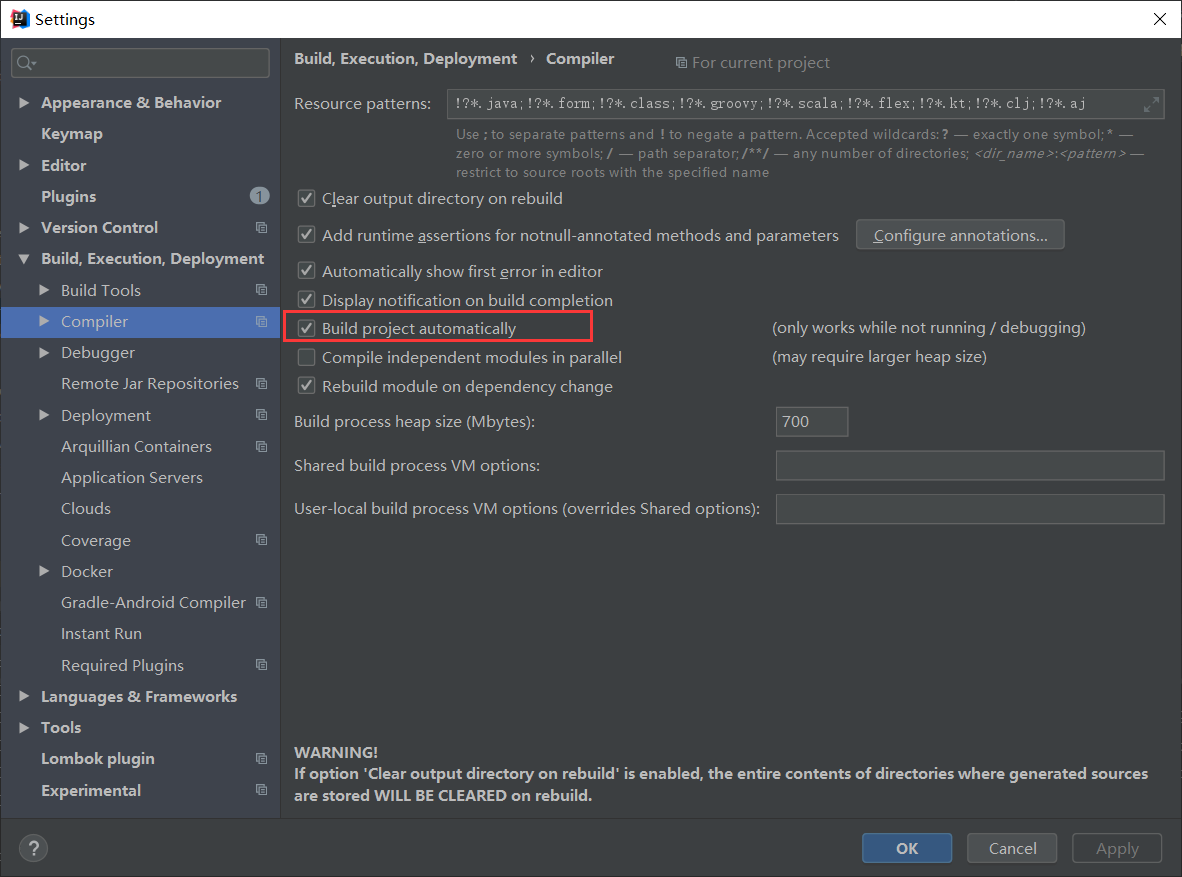 Settings
Appearance & Behavior
Keymap
Editor
Plugins
1
Version Control
Build, Execution, Deployment
Build Tools
Compiler
Debugger
Remote Jar Repositories
Deployment
Arquillian Containers
Application Servers
Clouds
Coverage
Docker
Gradle-Android Compiler
Instant Run
Required Plugins
Languages & Frameworks
Tools
Lombok plugin
Experimental
Build, Execution, Deployment › Compiler
For current project
Resource patterns:
!?*.java;!?*.form;!?*.class;!?*.groovy;!?*.scala;!?*.flex;!?*.kt;!?*.clj;!?*.aj
Use ; to separate patterns and ! to negate a pattern. Accepted wildcards: ? — exactly one symbol; * —
zero or more symbols; / — path separator; /**/ — any number of directories; <dir_name>:<pattern> —
restrict to source roots with the specified name
Clear output directory on rebuild
Add runtime assertions for notnull-annotated methods and parameters
Configure annotations...
Automatically show first error in editor
Display notification on build completion
Build project automatically
(only works while not running / debugging)
Compile independent modules in parallel
(may require larger heap size)
Rebuild module on dependency change
Build process heap size (Mbytes):
700
Shared build process VM options:
User-local build process VM options (overrides Shared options):
WARNING!
If option 'Clear output directory on rebuild' is enabled, the entire contents of directories where generated sources
are stored WILL BE CLEARED on rebuild.
?
OK
Cancel
Apply